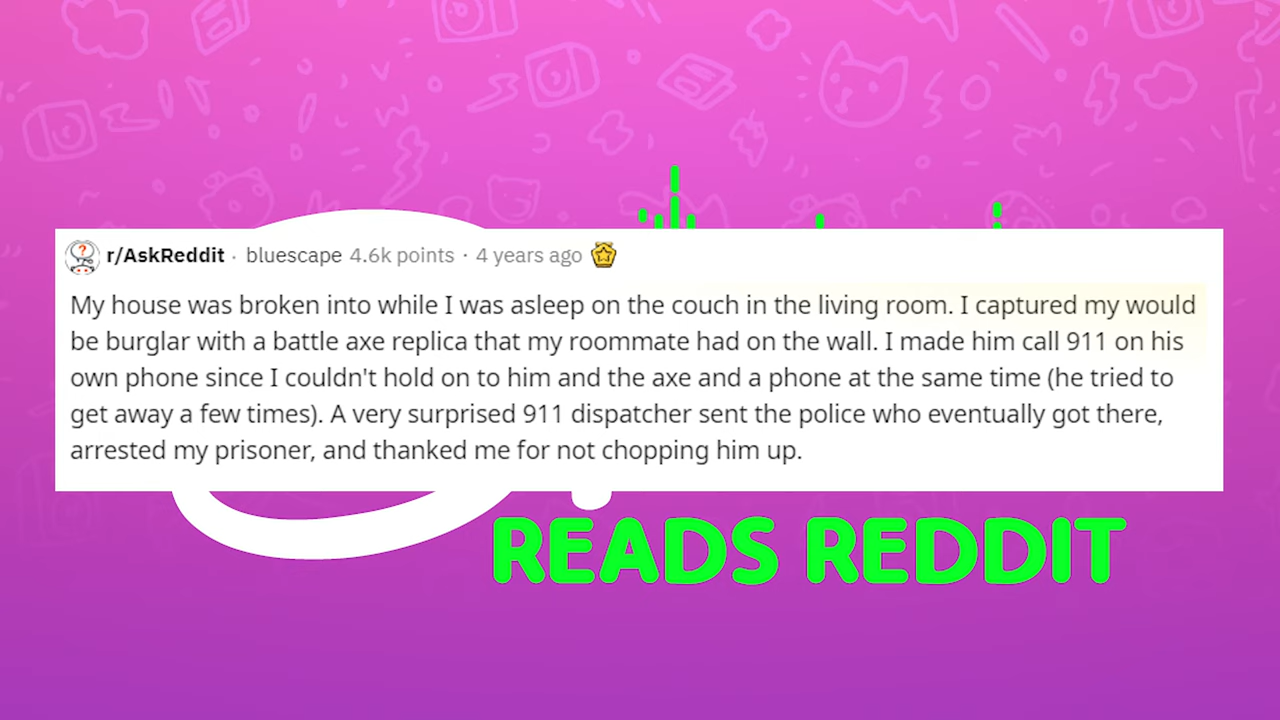 r/AskReddit · bluescape 4.6k points · 4 years ago
My house was broken into while I was asleep on the couch in the living room. I captured my would
be burglar with a battle axe replica that my roommate had on the wall. I made him call 911 on his
own phone since I couldn't hold on to him and the axe and a phone at the same time (he tried to
get away a few times). A very surprised 911 dispatcher sent the police who eventually got there,
arrested my prisoner, and thanked me for not chopping him up.
READS REDDIT